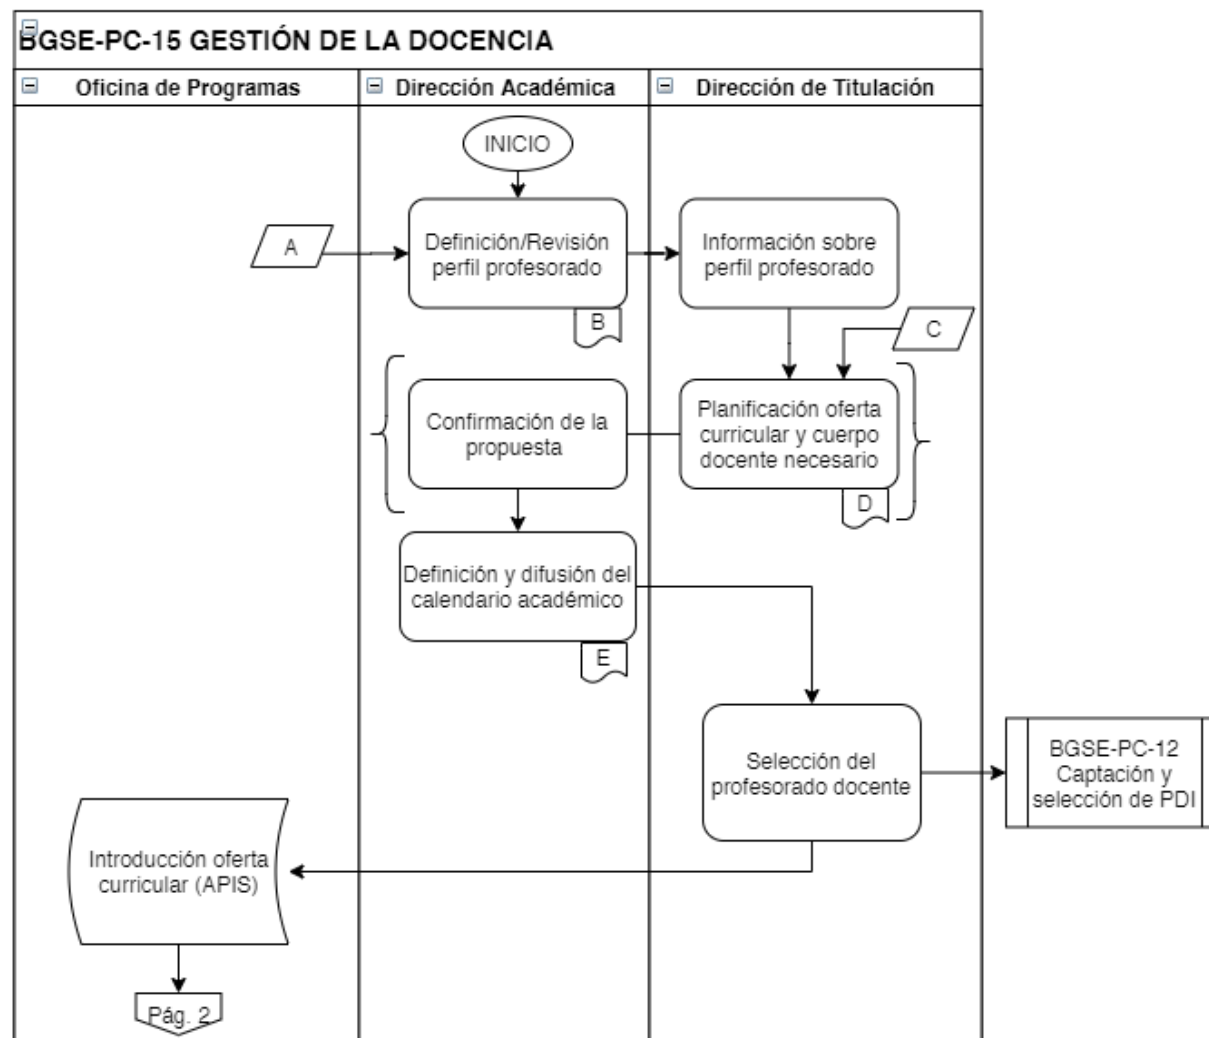 BGSE-PC-15 GESTIÓN DE LA DOCENCIA
Oficina de Programas
Dirección Académica
Dirección de Titulación
INICIO
A
Definición/Revisión
perfil profesorado
B
Información sobre
perfil profesorado
C
Confirmación de la
propuesta
Planificación oferta
curricular y cuerpo
docente necesario
D
Definición y difusión del
calendario académico
E
Selección del
profesorado docente
BGSE-PC-12
Captación y
selección de PDI
Introducción oferta
curricular (APIS)
Pág. 2